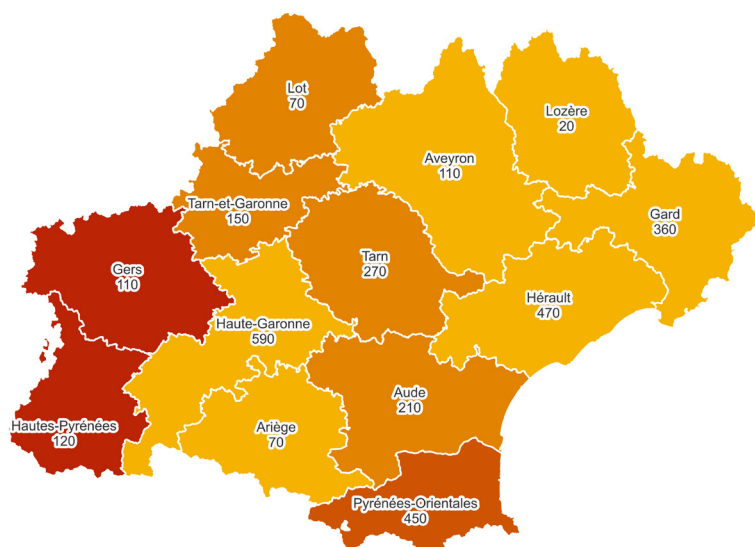 Lot
70
Lozère
20
Aveyron
110
Tarn-et-Garonne
150
Gard
360
Tarn
270
Gers
110
Hérault
470
Haute-Garonne
590
Aude
210
Hautes-Pyrénées
120
Ariège
70
Pyrénées-Orientales
450